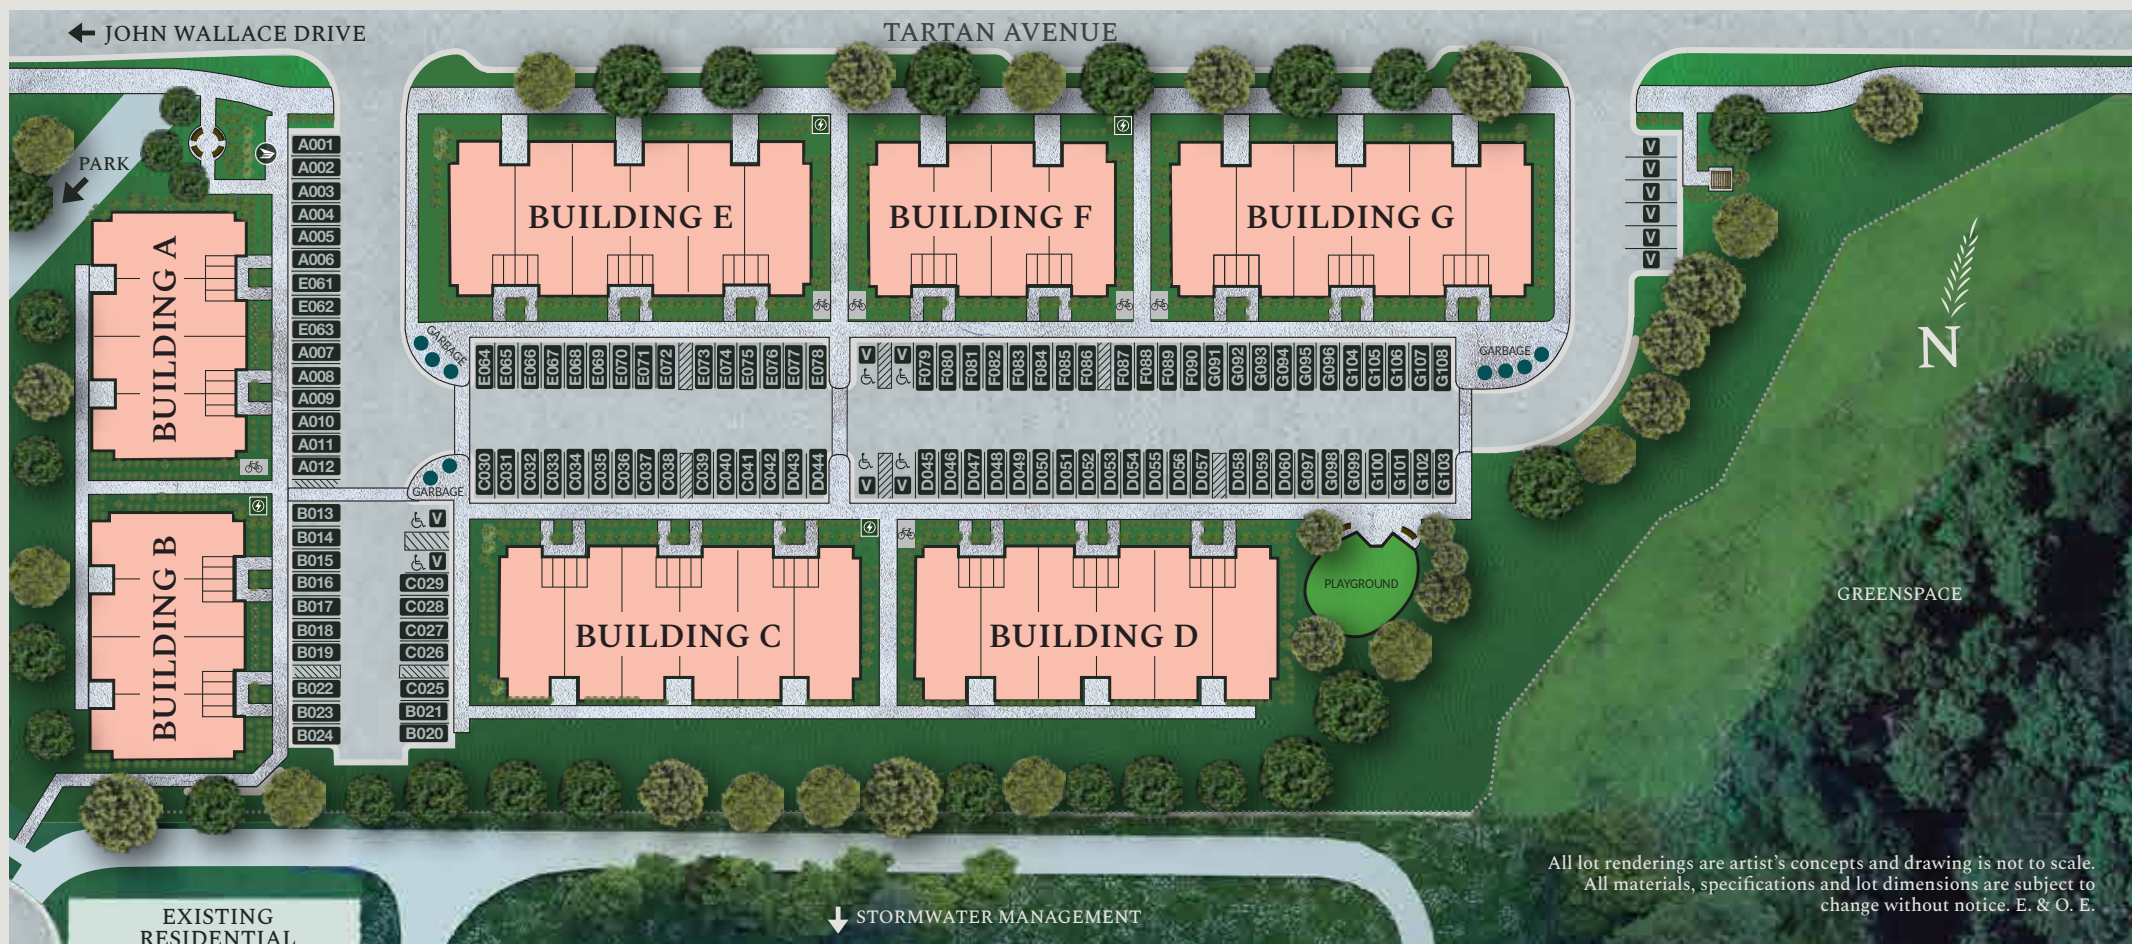 JOHN WALLACE DRIVE
TARTAN AVENUE
PARK
BUILDING A
BUILDING B
BUILDING E
BUILDING F
BUILDING G
A001
A002
A003
A004
A005
A006
E061
E062
E063
A007
A008
A009
A010
A011
A012
B013
B014
B015
B016
B017
B018
B019
B022
B023
B024
V
V
C029
C028
C027
C026
C025
B021
B020
V
V
V
V
V
V
GARBAGE
GARBAGE
GARBAGE
E064 E065 E066 E067 E068 E069 E070 E071 E072 E073 E074 E075 E076 E077 E078
V V F079 F080 F081 F082 F083 F084 F085 F086 F087 F088 F089 F090 G091 G092 G093 G094 G095 G096 G104 G105 G106 G107 G108
C030 C031 C032 C033 C034 C035 C036 C037 C038 C039 C040 C041 C042 D043 D044
V V D045 D046 D047 D048 D049 D050 D051 D052 D053 D054 D055 D056 D057 D058 D059 D060 G097 G098 G099 G100 G101 G102 G103
BUILDING C
BUILDING D
PLAYGROUND
N
GREENSPACE
All lot renderings are artist's concepts and drawing is not to scale.
All materials, specifications and lot dimensions are subject to
change without notice. E. & O. E.
STORMWATER MANAGEMENT
EXISTING
RESIDENTIAL